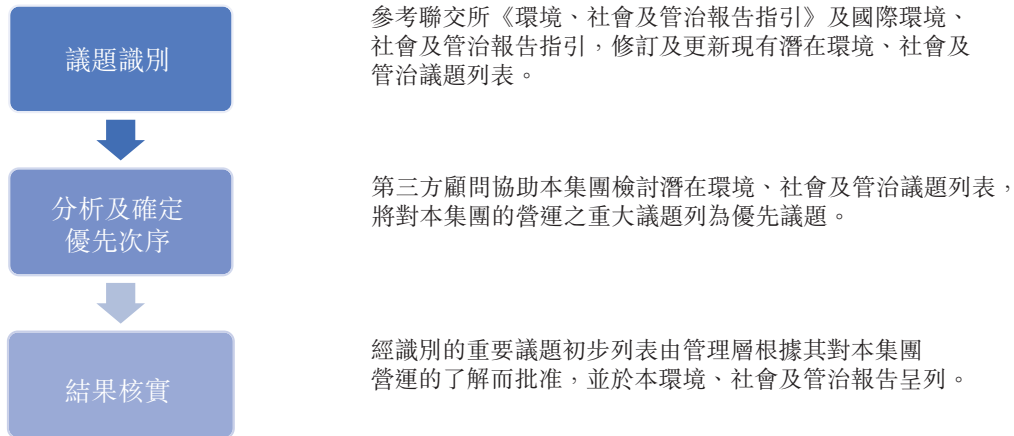 議題識別
參考聯交所《環境、社會及管治報告指引》及國際環境、
社會及管治報告指引，修訂及更新現有潛在環境、社會及
管治議題列表。
分析及確定
優先次序
第三方顧問協助本集團檢討潛在環境、社會及管治議題列表，
將對本集團的營運之重大議題列為優先議題。
結果核實
經識別的重要議題初步列表由管理層根據其對本集團
營運的了解而批准，並於本環境、社會及管治報告呈列。